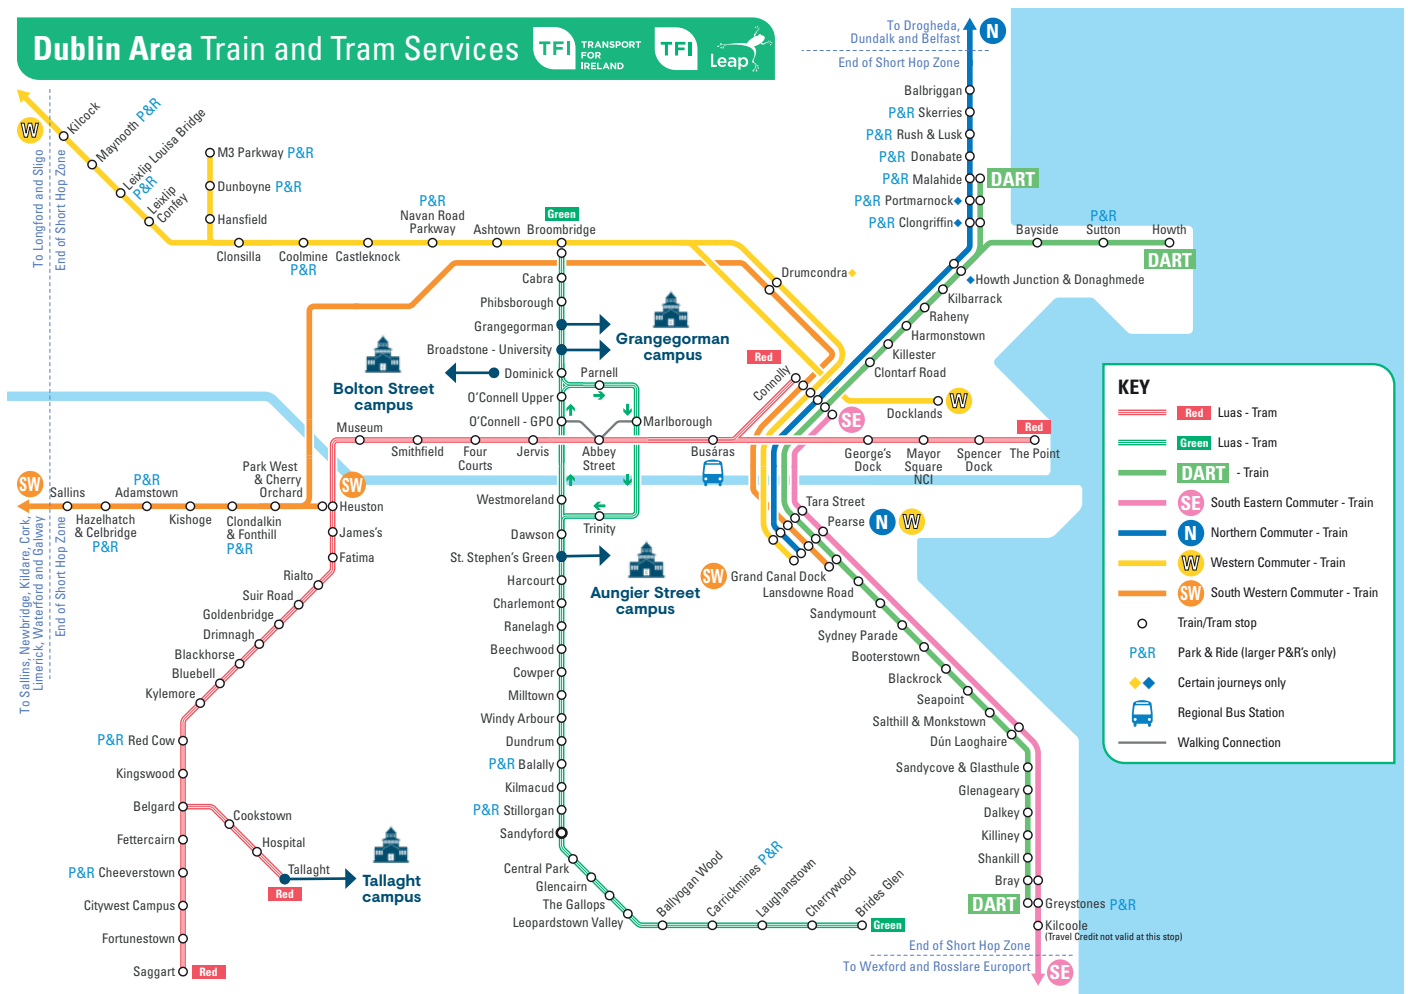 Dublin Area Train and Tram Services
TFI
TRANSPORT
FOR
IRELAND
TFI
Leap
To Drogheda,
Dundalk and Belfast
N
End of Short Hop Zone
Balbriggan
P&R Skerries
P&R Rush & Lusk
P&R Donabate
P&R Malahide
DART
P&R Portmarnock
P&R Clongriffin
Bayside
P&R
Sutton
Howth
DART
Howth Junction & Donaghmede
Kilbarrack
Raheny
Harmonstown
Killester
Clontarf Road
W
To Longford and Sligo
End of Short Hop Zone
Kilcock
Maynooth P&R
Leixlip Louisa Bridge
P&R
Leixlip
Confey
M3 Parkway P&R
Dunboyne P&R
Hansfield
Clonsilla
Coolmine
P&R
Castleknock
P&R
Navan Road
Parkway
Ashtown
Green
Broombridge
Drumcondra
Cabra
Phibsborough
Grangegorman
Broadstone - University
Dominick
O'Connell Upper
O'Connell - GPO
Grangegorman
campus
Bolton Street
campus
Parnell
Marlborough
Red
Connolly
SE
Docklands
W
Museum
Smithfield
Four
Courts
Jervis
Abbey
Street
Busáras
George's
Dock
Mayor
Square
NCI
Spencer
Dock
Red
The Point
SW
Sallins
Hazelhatch
& Celbridge
P&R
P&R
Adamstown
Kishoge
Clondalkin
& Fonthill
P&R
Park West
& Cherry
Orchard
SW
Heuston
To Sallins, Newbridge, Kildare, Cork,
Limerick, Waterford and Galway
End of Short Hop Zone
James's
Fatima
Rialto
Suir Road
Goldenbridge
Drimnagh
Blackhorse
Bluebell
Kylemore
P&R Red Cow
Kingswood
Belgard
Cookstown
Hospital
Tallaght
Red
Tallaght
campus
Fettercairn
P&R Cheeverstown
Citywest Campus
Fortunestown
Saggart
Red
Westmoreland
Trinity
Dawson
St. Stephen's Green
Aungier Street
campus
Harcourt
Charlemont
Ranelagh
Beechwood
Cowper
Milltown
Windy Arbour
Dundrum
P&R Balally
Kilmacud
P&R Stillorgan
Sandyford
Central Park
Glencairn
The Gallops
Leopardstown Valley
Ballyogan Wood
Carrickmines P&R
Laughanstown
Cherrywood
Brides Glen
Green
Tara Street
Pearse
N
W
SW
Grand Canal Dock
Lansdowne Road
Sandymount
Sydney Parade
Booterstown
Blackrock
Seapoint
Salthill & Monkstown
Dún Laoghaire
Sandycove & Glasthule
Glenageary
Dalkey
Killiney
Shankill
Bray
DART
Greystones P&R
Kilcoole
(Travel Credit not valid at this stop)
End of Short Hop Zone
To Wexford and Rosslare Europort
SE
KEY
Red
Luas - Tram
Green
Luas - Tram
DART
- Train
SE
South Eastern Commuter - Train
N
Northern Commuter - Train
W
Western Commuter - Train
SW
South Western Commuter - Train
Train/Tram stop
P&R
Park & Ride (larger P&R's only)
Certain journeys only
Regional Bus Station
Walking Connection